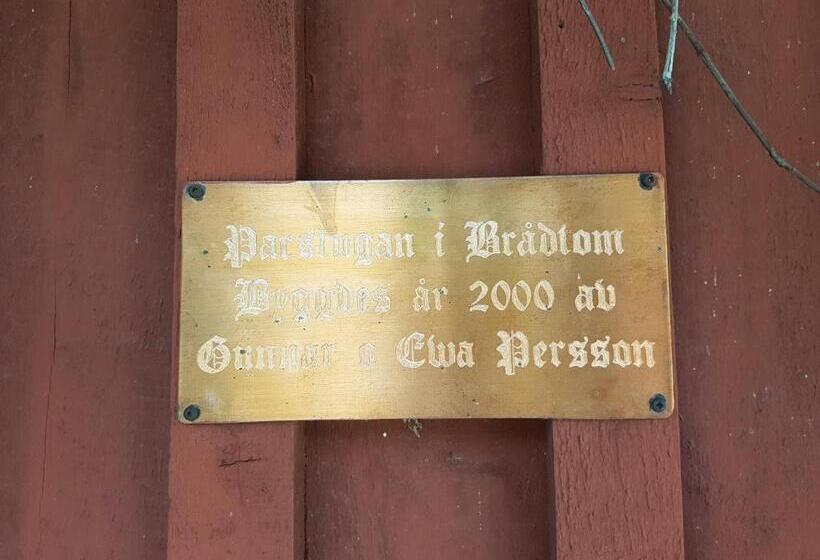 Parstugan i Brådtom
Byggdes år 2000 av
Gunnar o Ewa Persson